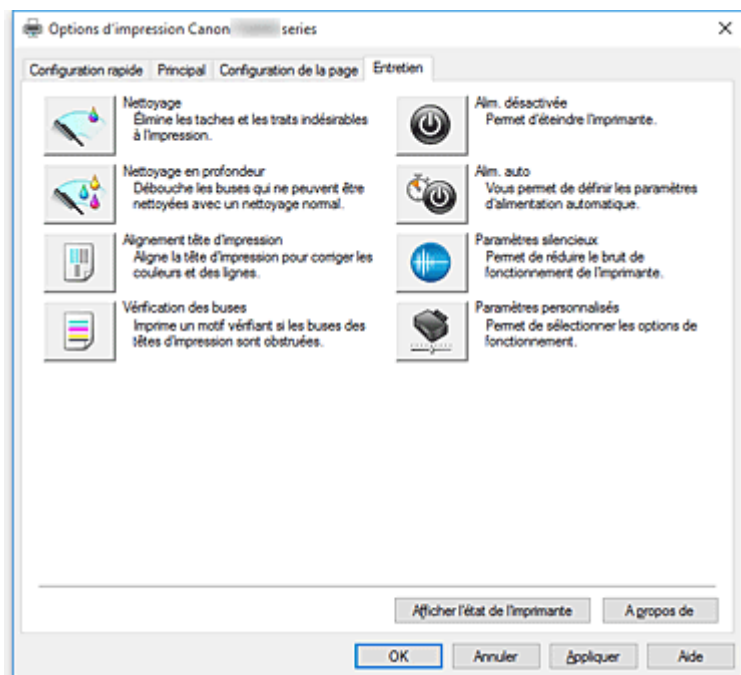 Options d'impression Canon series
Configuration rapide Principal Configuration de la page Entretien
Nettoyage
Élimine les taches et les traits indésirables
à l'impression.
Nettoyage en profondeur
Débouche les buses qui ne peuvent être
nettoyées avec un nettoyage normal.
Alignement tête d'impression
Aligne la tête d'impression pour corriger les
couleurs et des lignes.
Vérification des buses
Imprime un motif vérifiant si les buses des
têtes d'impression sont obstruées.
Alim. désactivée
Permet d'éteindre l'imprimante.
Alim. auto
Vous permet de définir les paramètres
d'alimentation automatique.
Paramètres silencieux
Permet de réduire le bruit de
fonctionnement de l'imprimante.
Paramètres personnalisés
Permet de sélectionner les options de
fonctionnement.
Afficher l'état de l'imprimante A propos de
OK Annuler Appliquer Aide